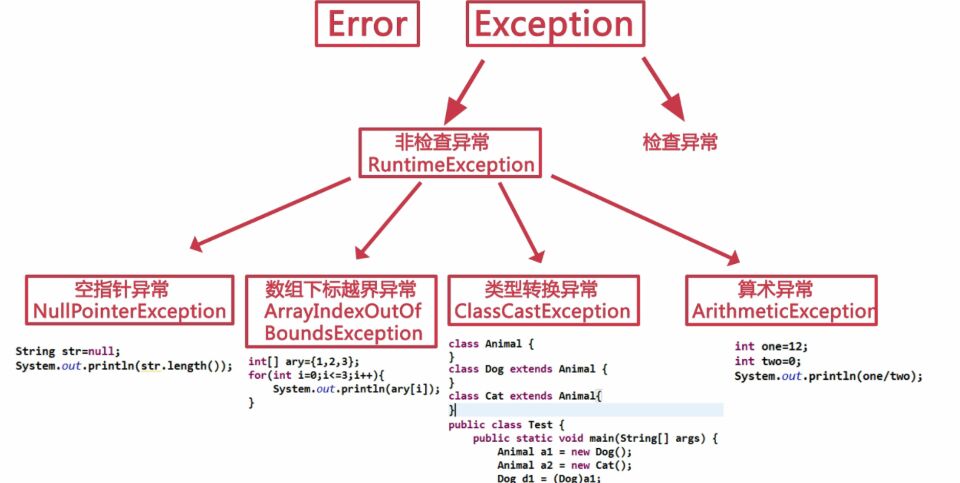 Error
Exception
非检查异常
RuntimeException
检查异常
空指针异常
NullPointerException
String str=null;
System.out.println(str.length());
数组下标越界异常
ArrayIndexOutOf
BoundsException
int[] ary={1,2,3};
for(int i=0;i<=3;i++){
System.out.println(ary[i]);
}
类型转换异常
ClassCastException
class Animal {
}
class Dog extends Animal {
}
class Cat extends Animal{
}
public class Test {
public static void main(String[] args) {
Animal a1 = new Dog();
Animal a2 = new Cat();
Dog d1 = (Dog)a1;
算术异常
ArithmeticException
int one=12;
int two=0;
System.out.println(one/two);